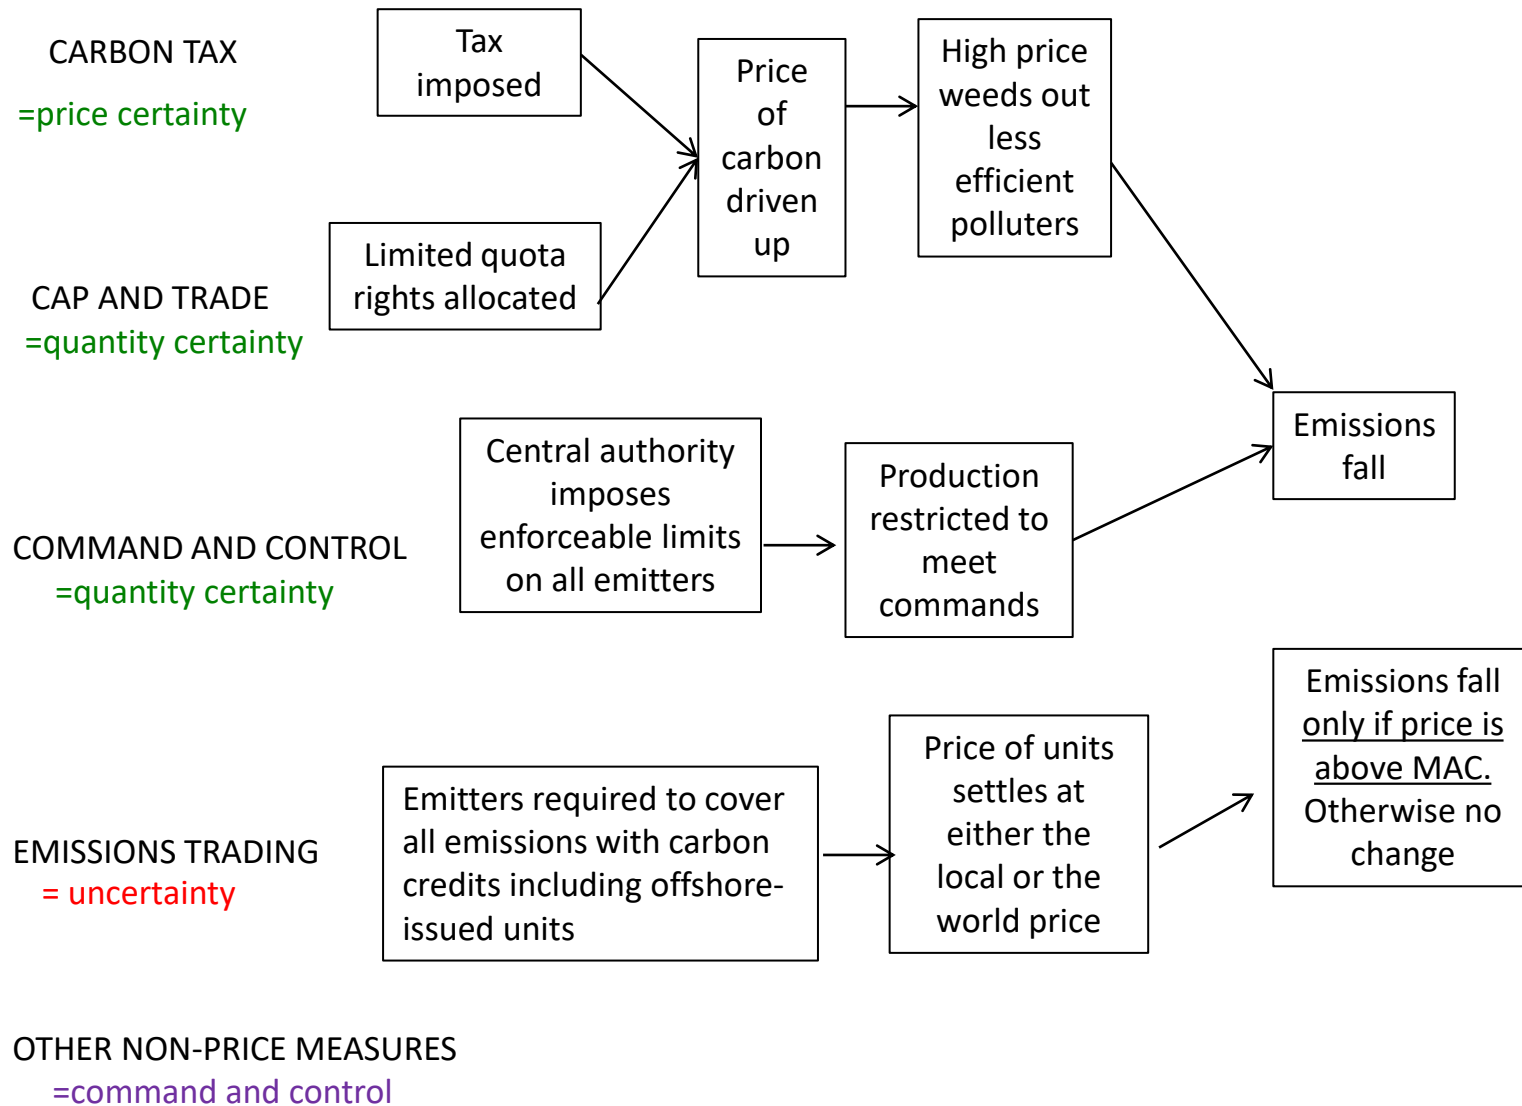 CARBON TAX
=price certainty
Tax
imposed
Price
of
carbon
driven
up
High price
weeds out
less
efficient
polluters
Limited quota
rights allocated
CAP AND TRADE
=quantity certainty
Emissions
fall
Central authority
imposes
enforceable limits
on all emitters
Production
restricted to
meet
commands
COMMAND AND CONTROL
=quantity certainty
Emissions fall
only if price is
above MAC.
Otherwise no
change
Price of units
settles at
either the
local or the
world price
Emitters required to cover
all emissions with carbon
credits including offshore-
issued units
EMISSIONS TRADING
= uncertainty
OTHER NON-PRICE MEASURES
=command and control